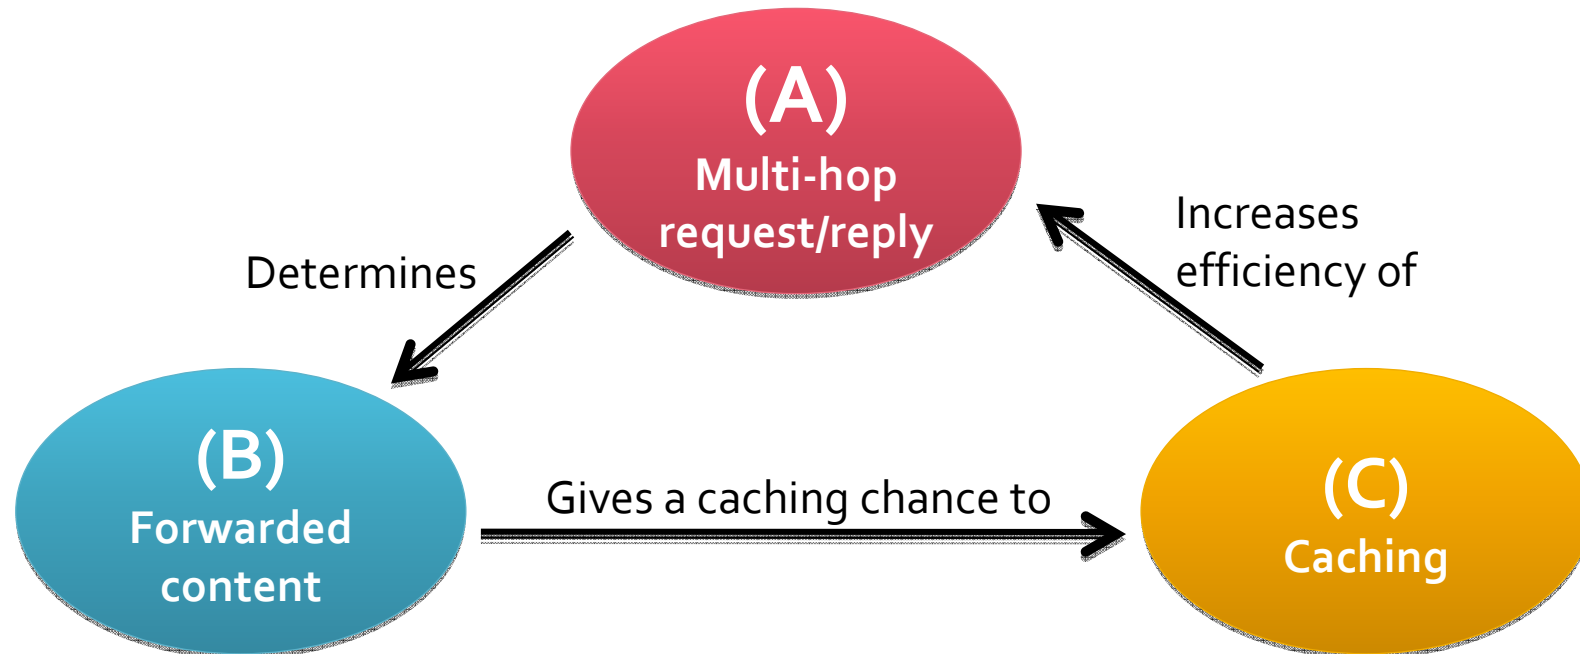 (A)
Multi-hop
request/reply
Increases
efficiency of
Determines
(B)
Forwarded
content
Gives a caching chance to
(C)
Caching